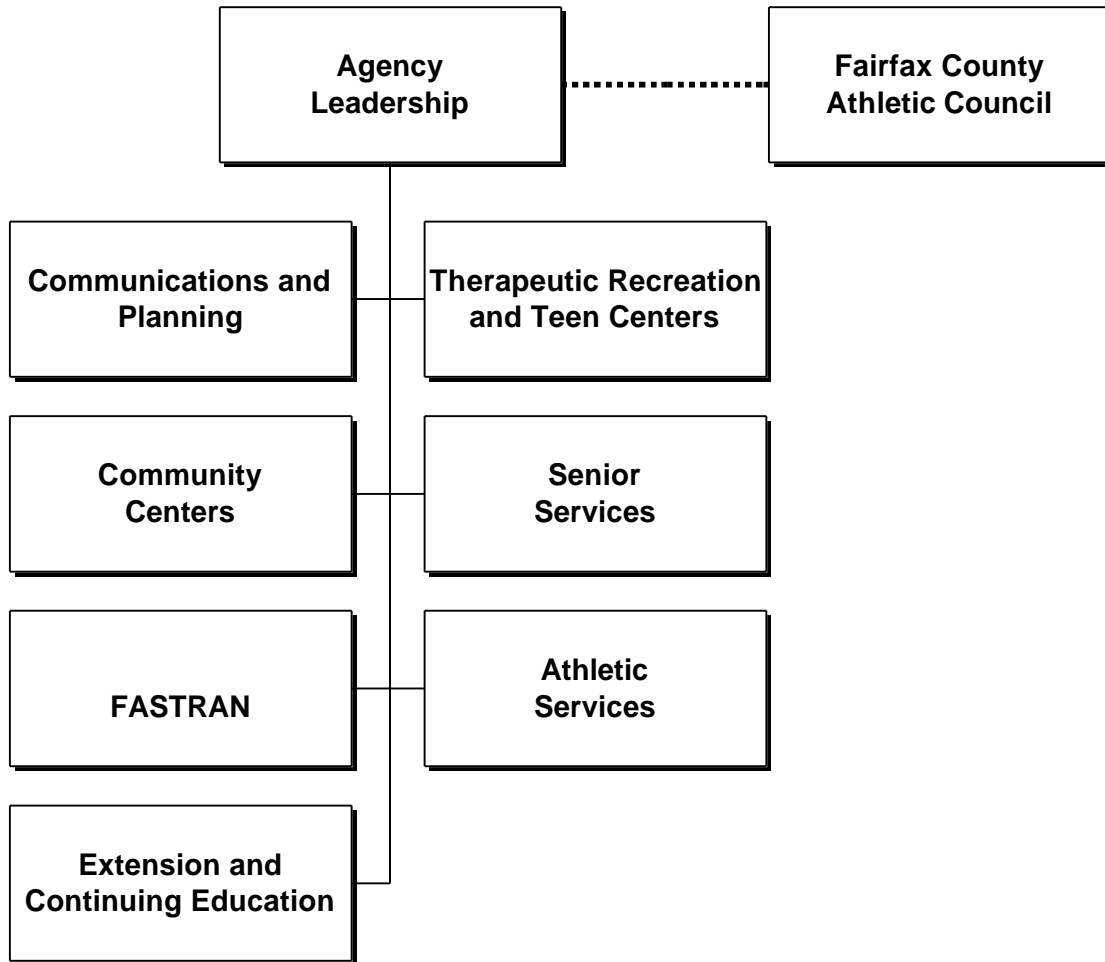 Agency
Leadership
Fairfax County
Athletic Council
Communications and
Planning
Therapeutic Recreation
and Teen Centers
Community
Centers
Senior
Services
FASTRAN
Athletic
Services
Extension and
Continuing Education